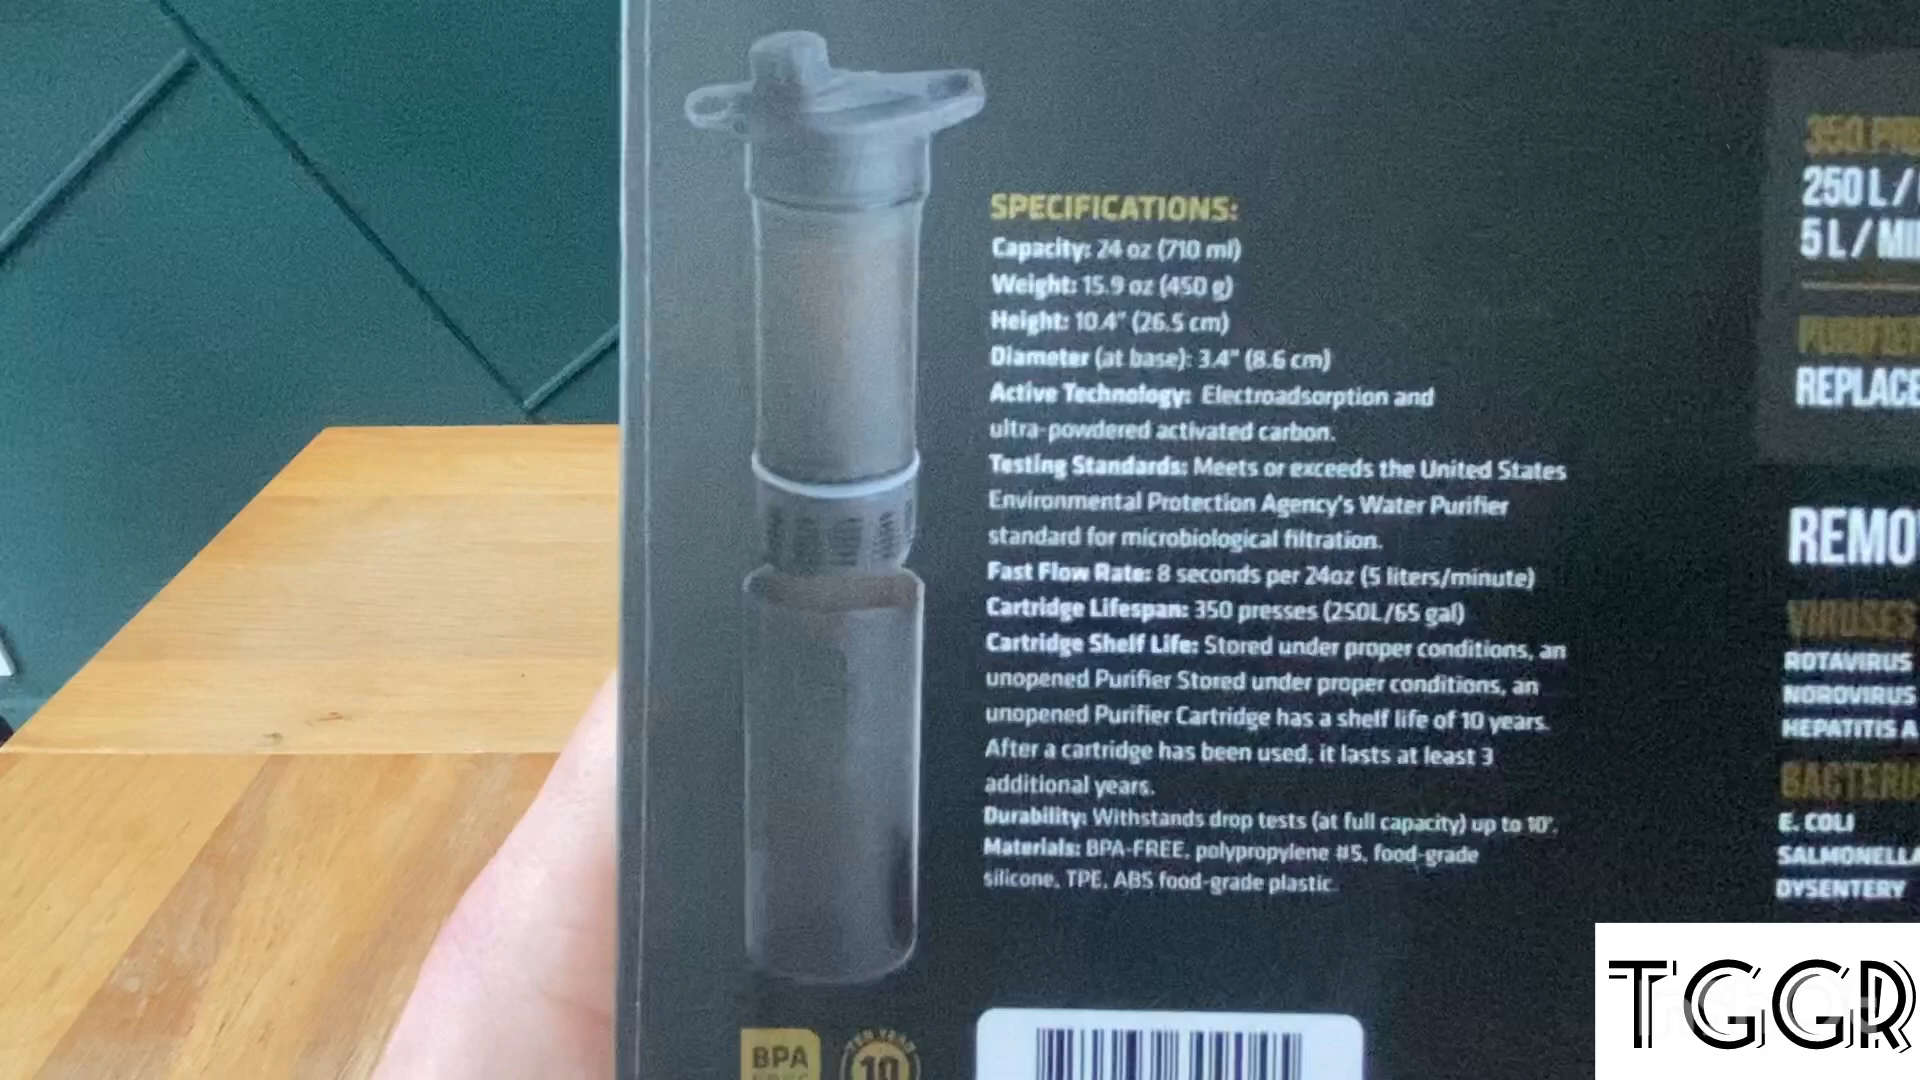 SPECIFICATIONS:
Capacity: 24 oz (710 ml)
Weight: 15.9 oz (450 g)
Height: 10.4" (26.5 cm)
Diameter (at base): 3.4" (8.6 cm)
Active Technology: Electroadsorption and
ultra-powdered activated carbon.
Testing Standards: Meets or exceeds the United States
Environmental Protection Agency's Water Purifier
standard for microbiological filtration.
Fast Flow Rate: 8 seconds per 24oz (5 liters/minute)
Cartridge Lifespan: 350 presses (250L/65 gal)
Cartridge Shelf Life: Stored under proper conditions, an
unopened Purifier Stored under proper conditions, an
unopened Purifier Cartridge has a shelf life of 10 years.
After a cartridge has been used, it lasts at least 3
additional years.
Durability: Withstands drop tests (at full capacity) up to 10'.
Materials: BPA-FREE, polypropylene #5, food-grade
silicone, TPE, ABS food-grade plastic.
BPA
10
350
250 L /
5 L /
VIRUSES
ROTAVIRUS
NOROVIRUS
HEPATITIS A
E. COLI
SALMONELLA
DYSENTERY
TGGR